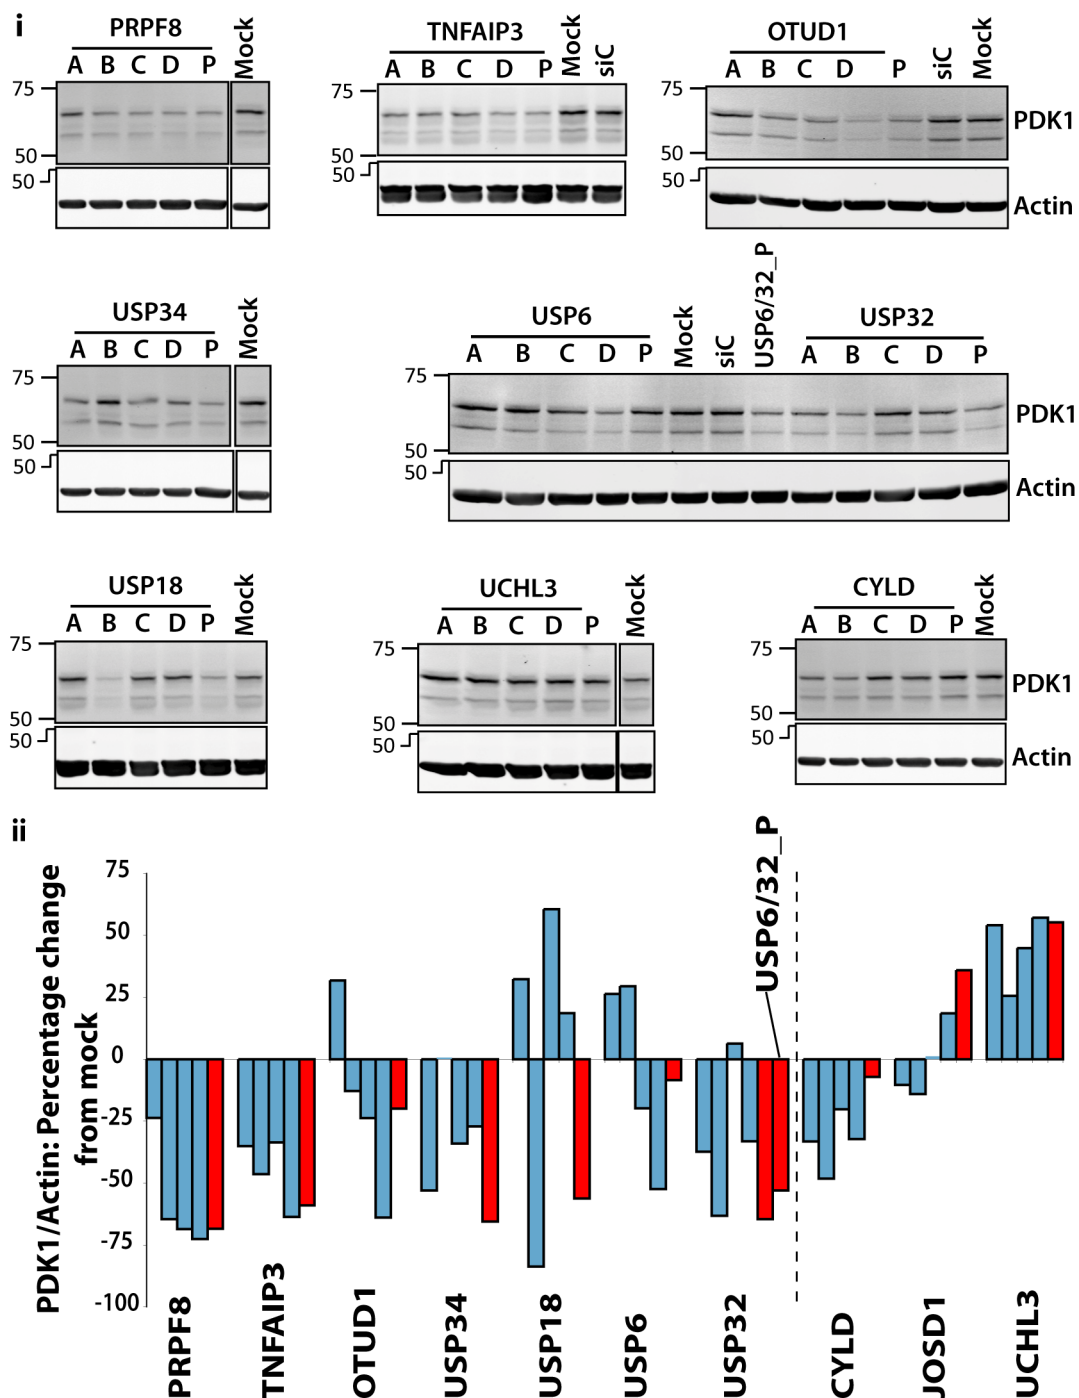 i
PRPF8 Mock
A B C D P
75
50
50
TNFAIP3 Mock siC
A B C D P
75
50
50
OTUD1 siC Mock
A B C D P
75
PDK1
50
50
Actin
USP34 Mock
A B C D P
75
50
50
USP6 Mock siC USP6/32_P USP32
A B C D P A B C D P
75
PDK1
50
50
Actin
USP18 Mock
A B C D P
75
50
50
UCHL3 Mock
A B C D P
75
50
50
CYLD Mock
A B C D P
75
PDK1
50
50
Actin
ii
PDK1/Actin: Percentage change
from mock
75
50
25
0
-25
-50
-75
-100
USP6/32_P
PRPF8
TNFAIP3
OTUD1
USP34
USP18
USP6
USP32
CYLD
JOSD1
UCHL3